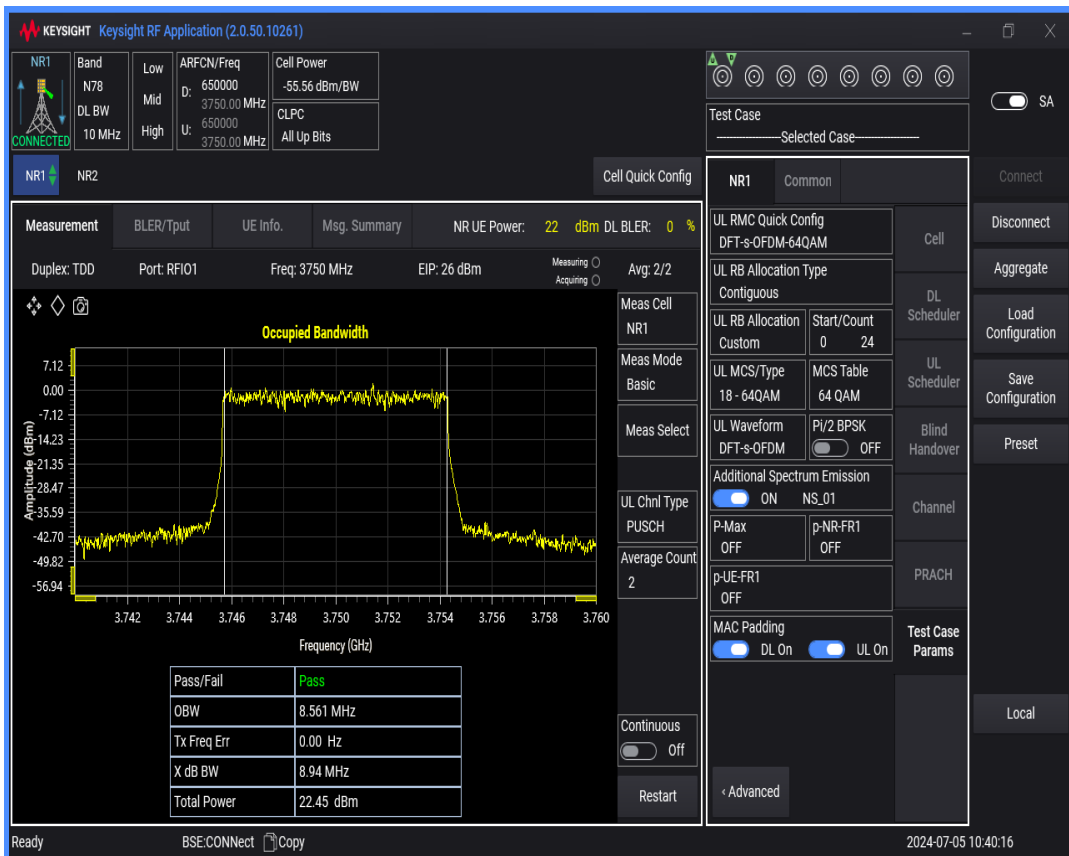 KEYSIGHT Keysight RF Application (2.0.50.10261)
NR1
CONNECTED
Band
N78
DL BW
10 MHz
Low
Mid
High
ARFCN/Freq
D: 650000
3750.00 MHz
U: 650000
3750.00 MHz
Cell Power
-55.56 dBm/BW
CLPC
All Up Bits
Test Case
--------------------Selected Case--------------------
SA
NR1 NR2
Cell Quick Config
NR1 Common
Connect
Disconnect
Aggregate
Load
Configuration
Save
Configuration
Preset
Local
Measurement BLER/Tput UE Info. Msg. Summary NR UE Power: 22 dBm DL BLER: 0 %
Duplex: TDD Port: RFIO1 Freq: 3750 MHz EIP: 26 dBm Measuring Avg: 2/2
Acquiring
Occupied Bandwidth
Amplitude (dBm)
7.12
0.00
-7.12
-14.23
-21.35
-28.47
-35.59
-42.70
-49.82
-56.94
3.742 3.744 3.746 3.748 3.750 3.752 3.754 3.756 3.758 3.760
Frequency (GHz)
Pass/Fail Pass
OBW 8.561 MHz
Tx Freq Err 0.00 Hz
X dB BW 8.94 MHz
Total Power 22.45 dBm
Meas Cell
NR1
Meas Mode
Basic
Meas Select
UL Chnl Type
PUSCH
Average Count
2
Continuous
Off
Restart
UL RMC Quick Config
DFT-s-OFDM-64QAM
UL RB Allocation Type
Contiguous
UL RB Allocation Start/Count
Custom 0 24
UL MCS/Type MCS Table
18 - 64QAM 64 QAM
UL Waveform Pi/2 BPSK
DFT-s-OFDM OFF
Additional Spectrum Emission
ON NS_01
P-Max p-NR-FR1
OFF OFF
p-UE-FR1
OFF
MAC Padding
DL On UL On
‹ Advanced
Cell
DL
Scheduler
UL
Scheduler
Blind
Handover
Channel
PRACH
Test Case
Params
Ready BSE:CONNect Copy 2024-07-05 10:40:16